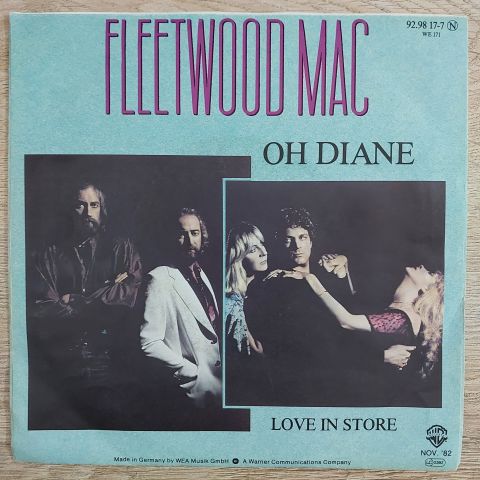 FLEETWOOD MAC
92.98 17-7 N
WE 171
OH DIANE
LOVE IN STORE
NOV. '82
Made in Germany by WEA Musik GmbH A Warner Communications Company